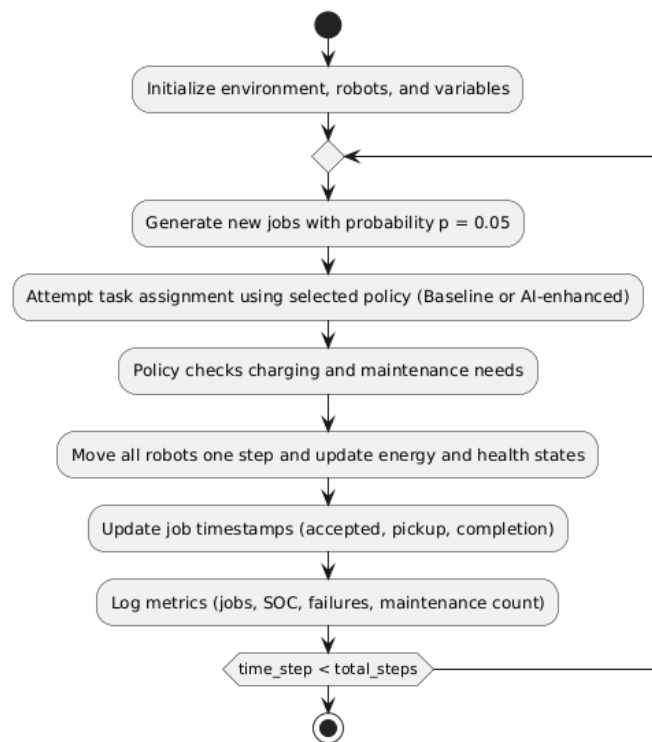 Initialize environment, robots, and variables
Generate new jobs with probability p = 0.05
Attempt task assignment using selected policy (Baseline or AI-enhanced)
Policy checks charging and maintenance needs
Move all robots one step and update energy and health states
Update job timestamps (accepted, pickup, completion)
Log metrics (jobs, SOC, failures, maintenance count)
time_step < total_steps